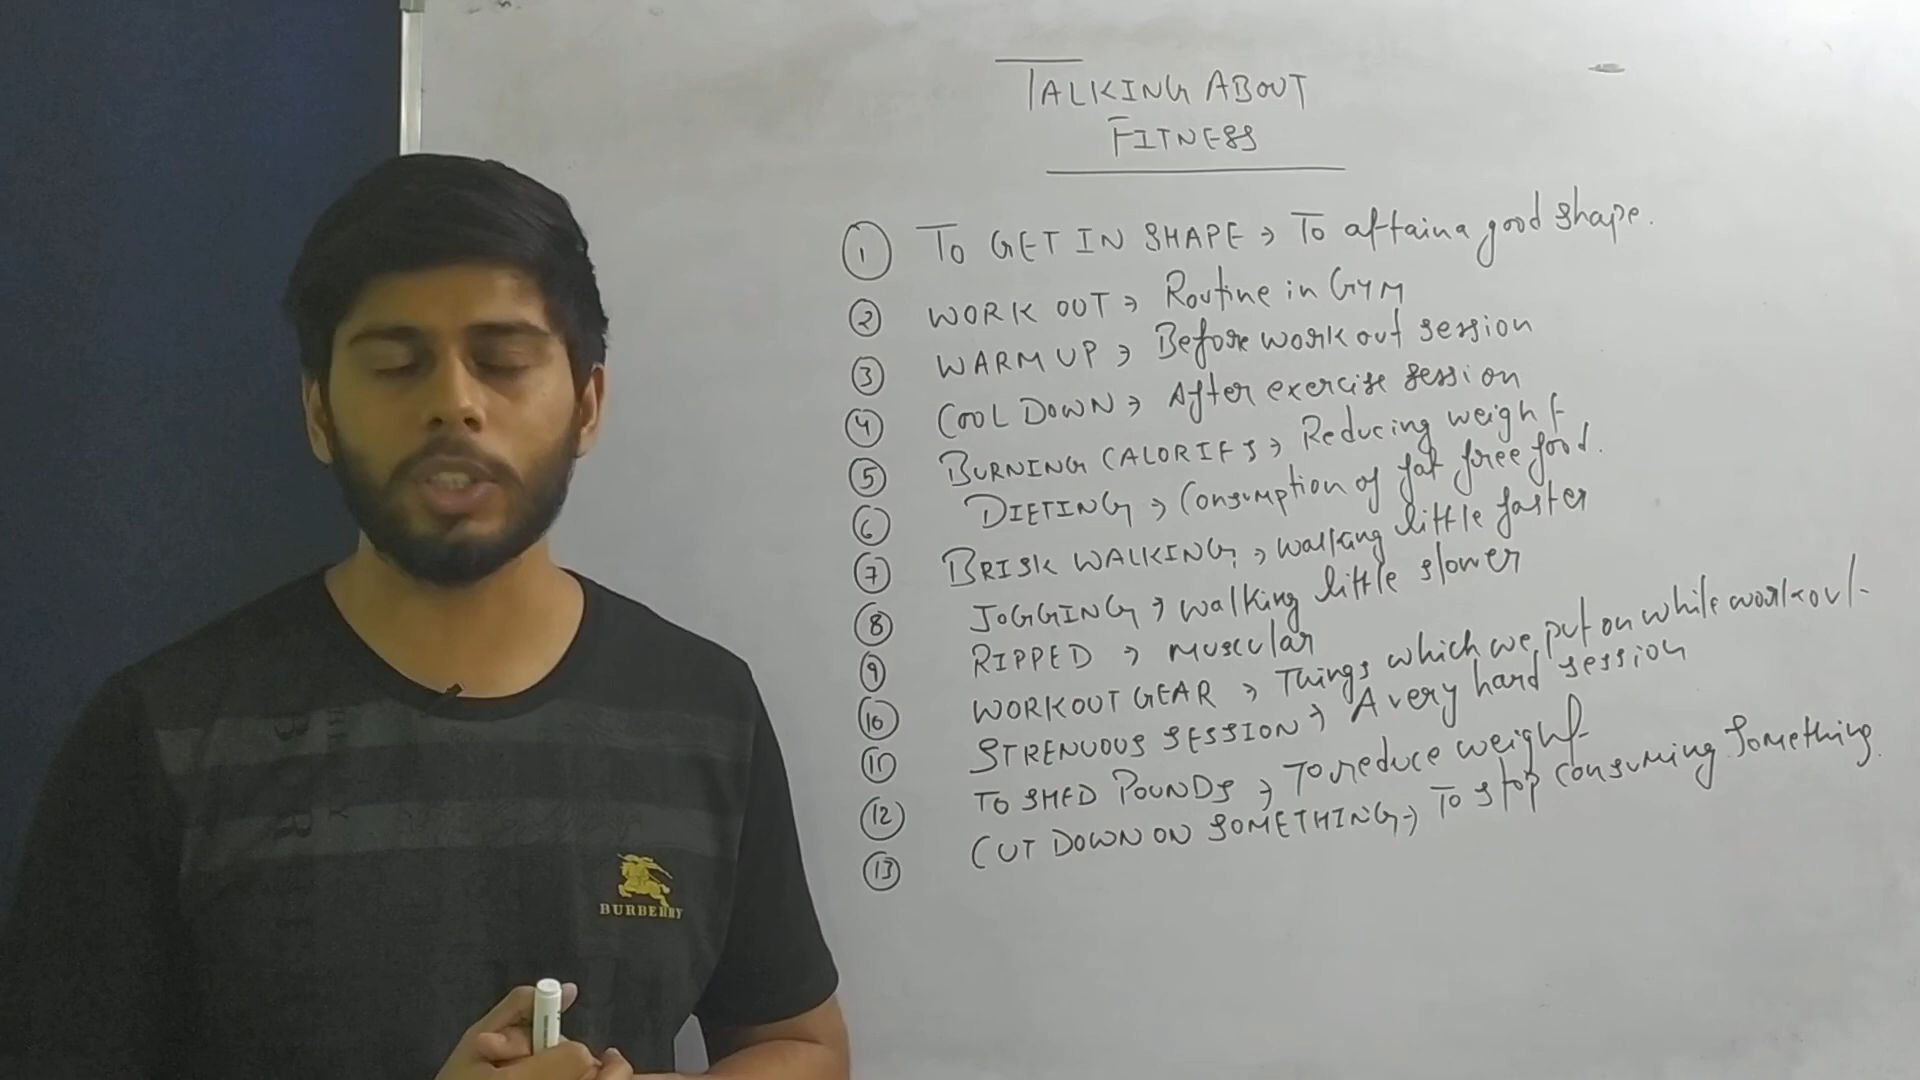 TALKING ABOUT
FITNESS
1 TO GET IN SHAPE → To attain a good shape.
2 WORK OUT → Routine in GYM
3 WARM UP → Before work out session
4 COOL DOWN → After exercise session
5 BURNING CALORIES → Reducing weight
6 DIETING → Consumption of fat free food.
7 BRISK WALKING → Walking little faster
8 JOGGING → Walking little slower
9 RIPPED → Muscular
10 WORKOUT GEAR → Things which we put on while workout.
11 STRENUOUS SESSION → A very hard session
12 TO SHED POUNDS → To reduce weight
13 CUT DOWN ON SOMETHING → To stop consuming something.
BURBERRY